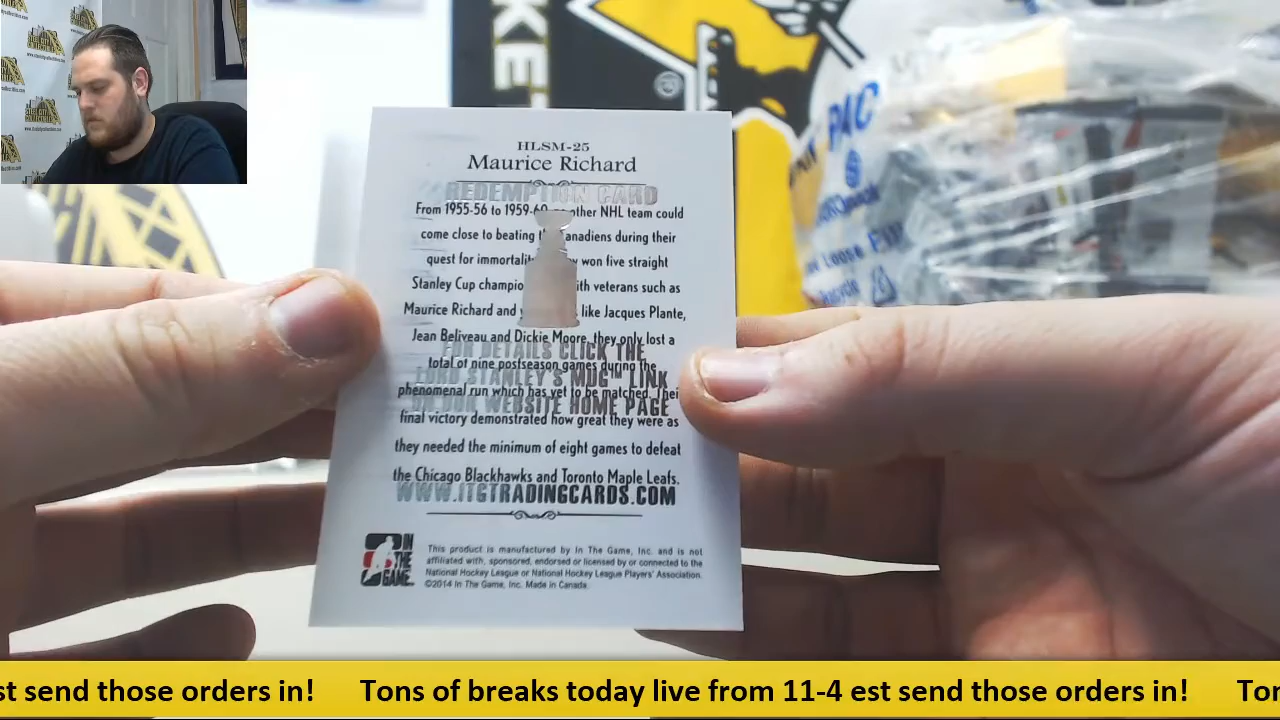 KET
®
PAC
Loose Fill
HLSM-25
Maurice Richard
REDEMPTION CARD
From 1955-56 to 1959-60 no other NHL team could
come close to beating the Canadiens during their
quest for immortality won five straight
Stanley Cup with veterans such as
Maurice Richard and like Jacques Plante,
Jean Beliveau and Dickie Moore, they only lost a
total of nine postseason games during the
FOR DETAILS CLICK THE
phenomenal run which has yet to be matched. Their
LORD STANLEY'S MUG™ LINK
final victory demonstrated how great they were as
ON OUR WEBSITE HOME PAGE
they needed the minimum of eight games to defeat
the Chicago Blackhawks and Toronto Maple Leafs.
WWW.ITGTRADINGCARDS.COM
IN
THE
GAME
This product is manufactured by In The Game, Inc. and is not
affiliated with, sponsored, endorsed or licensed by or connected to the
National Hockey League or National Hockey League Players' Association.
©2014 In The Game, Inc. Made in Canada.
st send those orders in! Tons of breaks today live from 11-4 est send those orders in! Ton